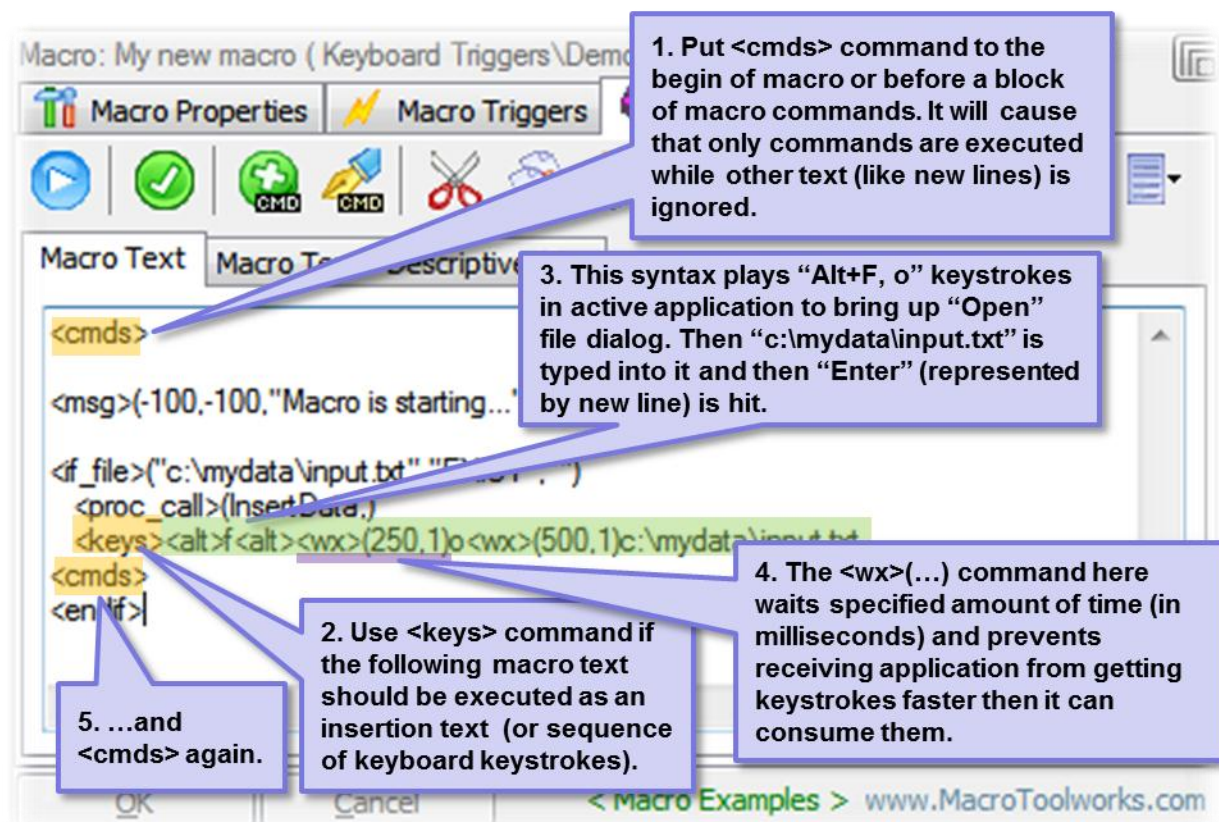 Macro: My new macro ( Keyboard Triggers\Demo
Macro Properties
Macro Triggers
CMD
CMD
1. Put <cmds> command to the
begin of macro or before a block
of macro commands. It will cause
that only commands are executed
while other text (like new lines) is
ignored.
Macro Text
Macro
Descriptive
<cmds>
<msg>(-100,-100,"Macro is starting..."
3. This syntax plays “Alt+F, o” keystrokes
in active application to bring up “Open”
file dialog. Then “c:\mydata\input.txt” is
typed into it and then “Enter” (represented
by new line) is hit.
<if_file>("c:\mydata\input.txt"
<proc_call>(InsertData,)
<keys><alt>f<alt><wx>(250,1)o<wx>(500,1)c:\mydata\input.txt
<cmds>
<endif>
4. The <wx>(…) command here
waits specified amount of time (in
milliseconds) and prevents
receiving application from getting
keystrokes faster then it can
consume them.
2. Use <keys> command if
the following macro text
should be executed as an
insertion text (or sequence
of keyboard keystrokes).
5. …and
<cmds> again.
OK
Cancel
< Macro Examples > www.MacroToolworks.com